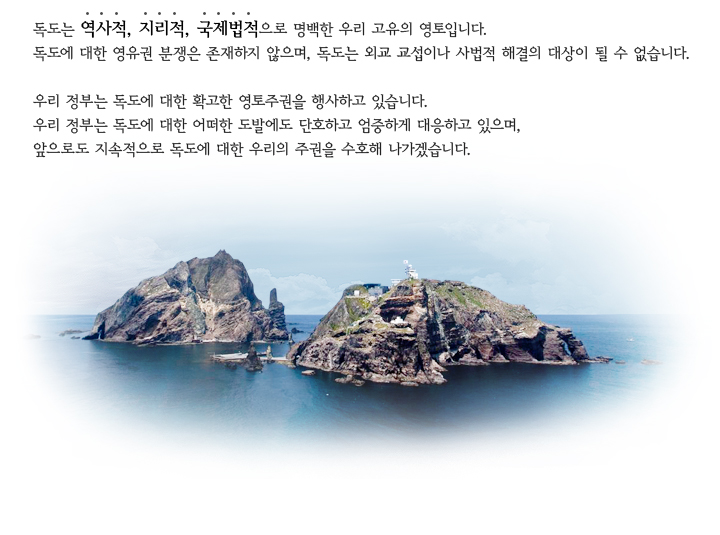 독도는 역사적, 지리적, 국제법적으로 명백한 우리 고유의 영토입니다.
독도에 대한 영유권 분쟁은 존재하지 않으며, 독도는 외교 교섭이나 사법적 해결의 대상이 될 수 없습니다.
우리 정부는 독도에 대한 확고한 영토주권을 행사하고 있습니다.
우리 정부는 독도에 대한 어떠한 도발에도 단호하고 엄중하게 대응하고 있으며,
앞으로도 지속적으로 독도에 대한 우리의 주권을 수호해 나가겠습니다.